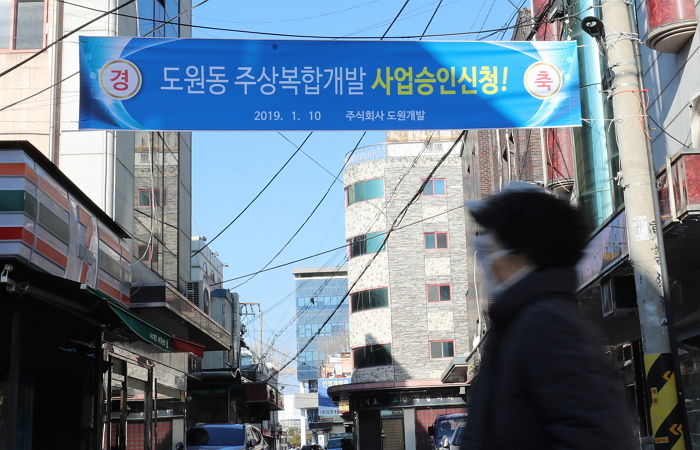 경 도원동 주상복합개발 사업승인신청! 축
2019. 1. 10 주식회사 도원개발